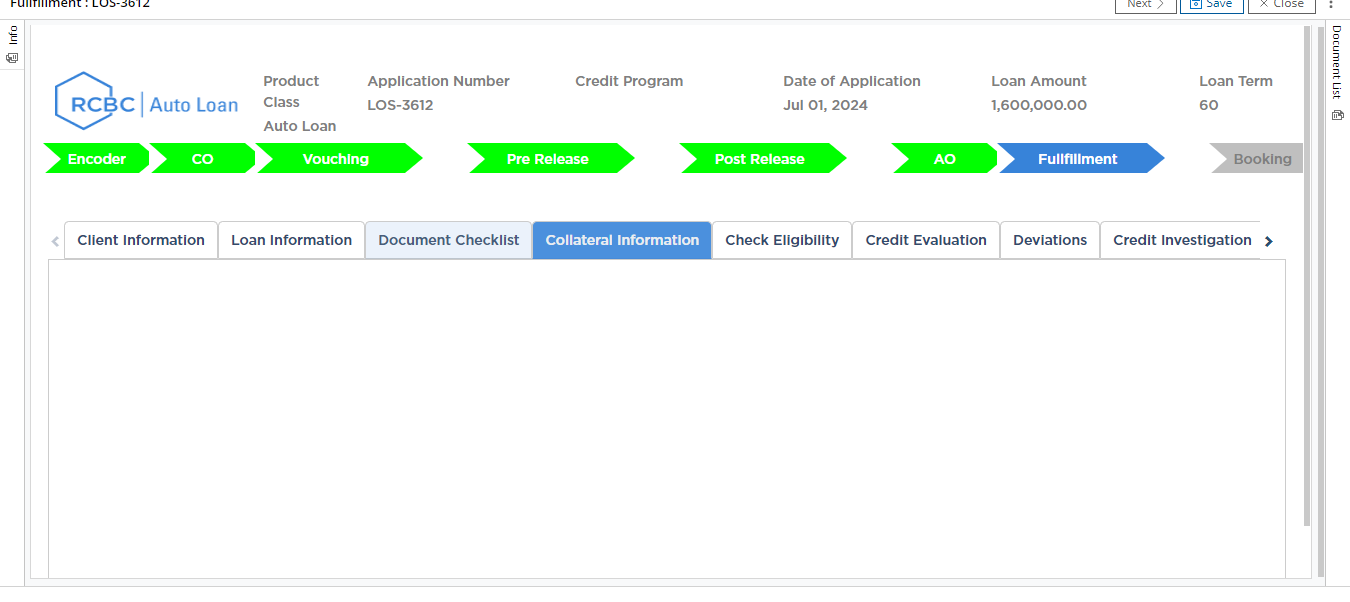 Fullfillment : LOS-3612
Next Save Close
Info
Document List
RCBC Auto Loan
Product Class
Auto Loan
Application Number
LOS-3612
Credit Program
Date of Application
Jul 01, 2024
Loan Amount
1,600,000.00
Loan Term
60
Encoder CO Vouching Pre Release Post Release AO Fullfillment Booking
Client Information Loan Information Document Checklist Collateral Information Check Eligibility Credit Evaluation Deviations Credit Investigation